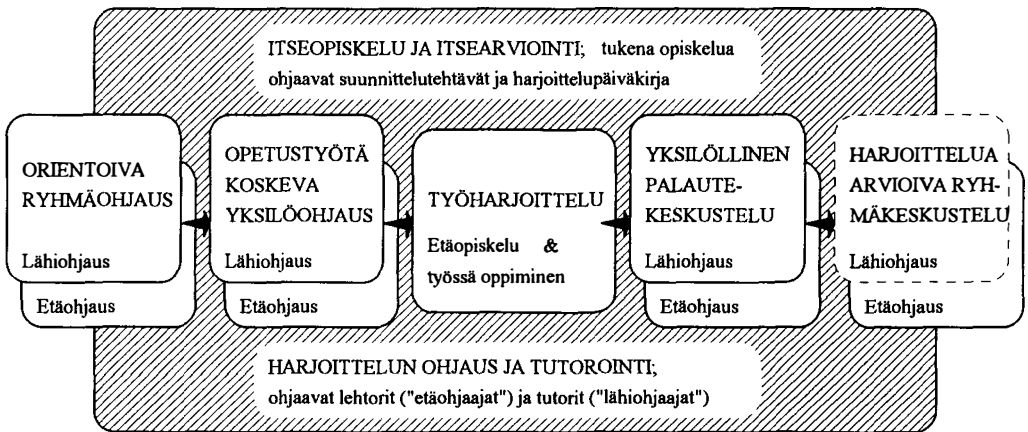 ITSEOPISKELU JA ITSEARVIOINTI; tukena opiskelua
ohjaavat suunnittelutehtävät ja harjoittelupäiväkirja
ORIENTOIVA
RYHMÄOHJAUS
Lähiohjaus
Etäohjaus
OPETUSTYÖTÄ
KOSKEVA
YKSILÖOHJAUS
Lähiohjaus
Etäohjaus
TYÖHARJOITTELU
Etäopiskelu &
työssä oppiminen
YKSILÖLLINEN
PALAUTE-
KESKUSTELU
Lähiohjaus
Etäohjaus
HARJOITTELUA
ARVIOIVA RYH-
MÄKESKUSTELU
Lähiohjaus
Etäohjaus
HARJOITTELUN OHJAUS JA TUTOROINTI;
ohjaavat lehtorit ("etäohjaajat") ja tutorit ("lähiohjaajat")